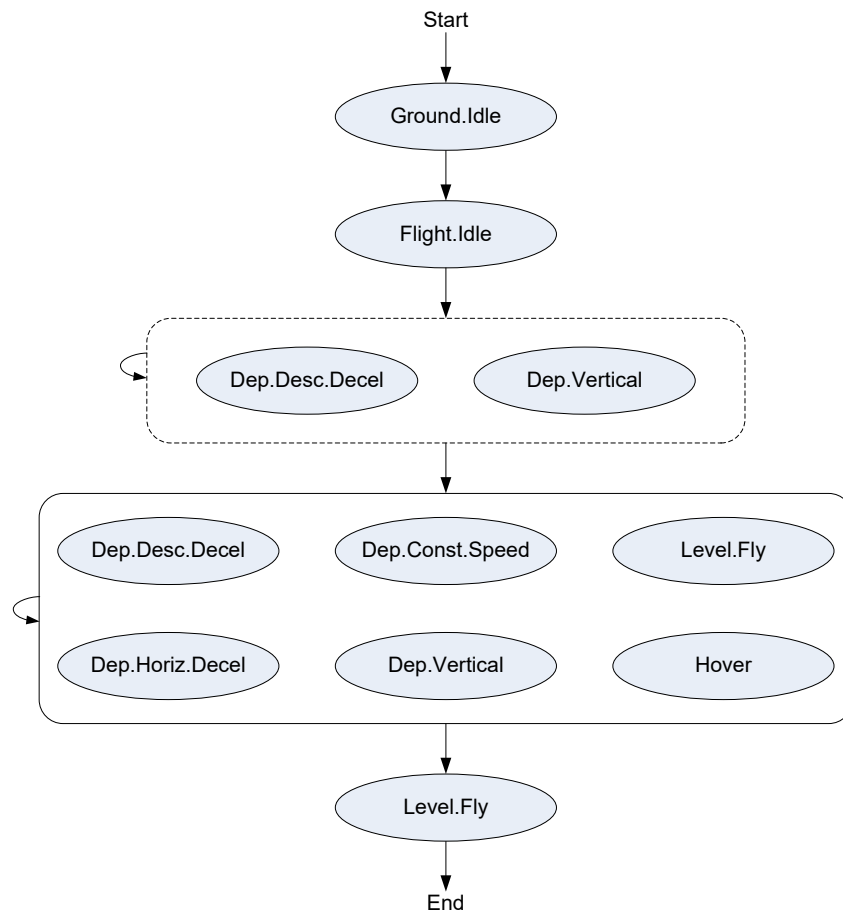 Start
Ground.Idle
Flight.Idle
Dep.Desc.Decel
Dep.Vertical
Dep.Desc.Decel
Dep.Const.Speed
Level.Fly
Dep.Horiz.Decel
Dep.Vertical
Hover
Level.Fly
End